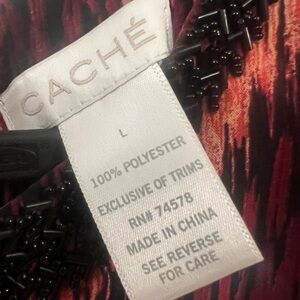 CACHÉ
L
100% POLYESTER
EXCLUSIVE OF TRIMS
RN# 74578
MADE IN CHINA
SEE REVERSE
FOR CARE